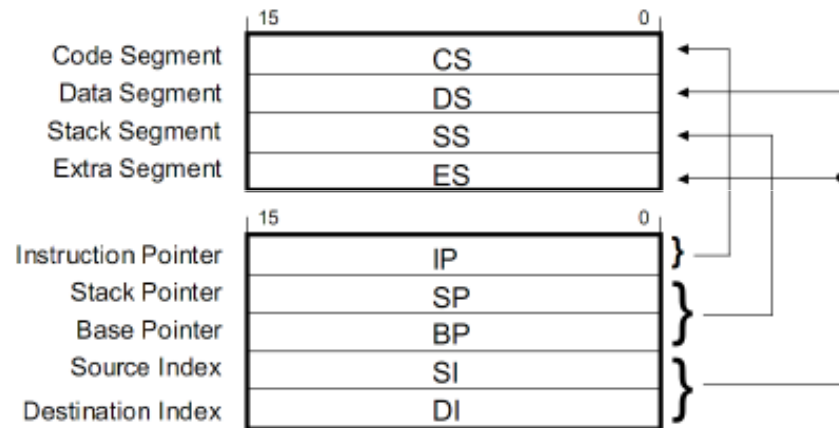 15 0
Code Segment CS
Data Segment DS
Stack Segment SS
Extra Segment ES
15 0
Instruction Pointer IP }
Stack Pointer SP
Base Pointer BP }
Source Index SI
Destination Index DI }